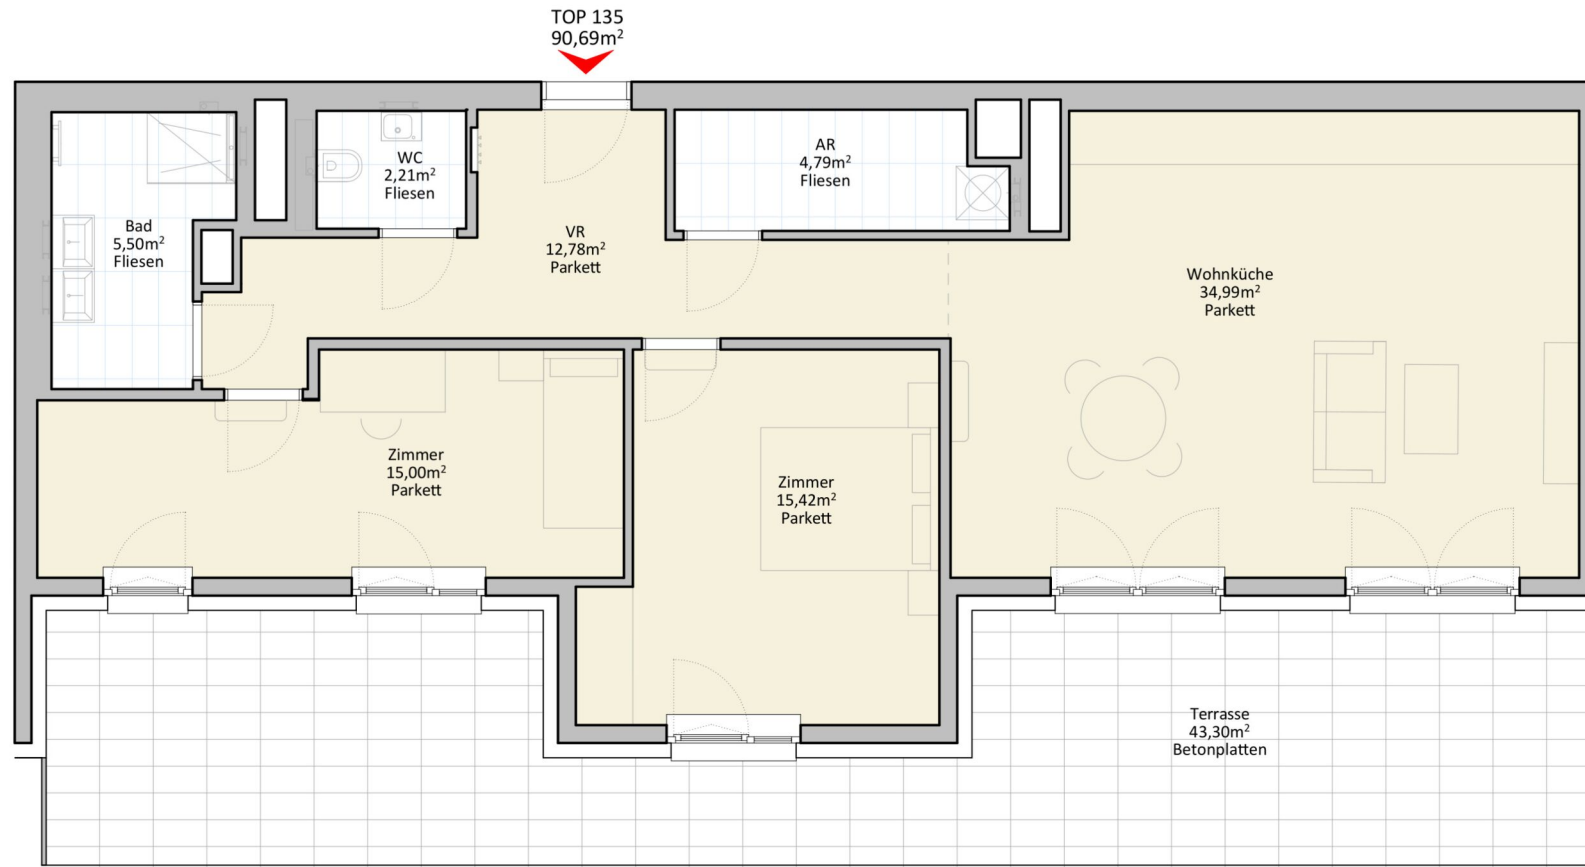 TOP 135
90,69m²
WC
2,21m²
Fliesen
AR
4,79m²
Fliesen
Bad
5,50m²
Fliesen
VR
12,78m²
Parkett
Wohnküche
34,99m²
Parkett
Zimmer
15,00m²
Parkett
Zimmer
15,42m²
Parkett
Terrasse
43,30m²
Betonplatten